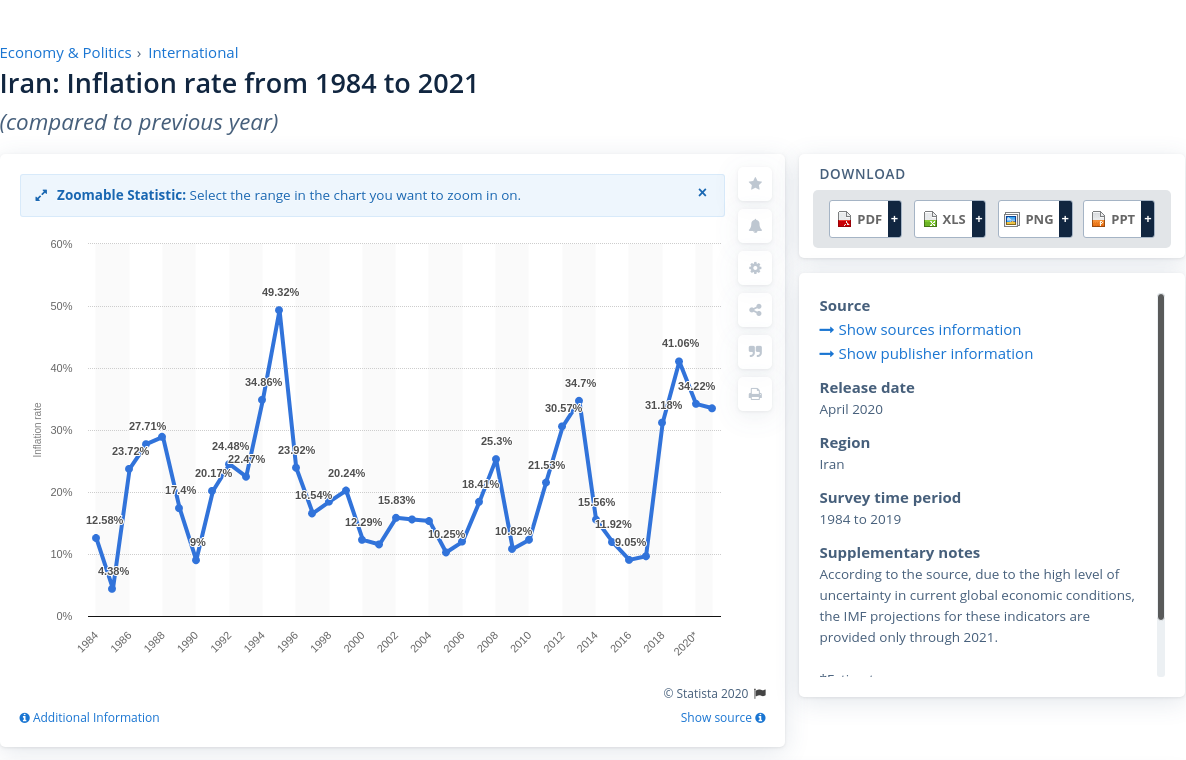 Economy & Politics › International
Iran: Inflation rate from 1984 to 2021
(compared to previous year)
Zoomable Statistic: Select the range in the chart you want to zoom in on.
×
60%
50%
40%
30%
20%
10%
0%
Inflation rate
12.58%
4.38%
23.72%
27.71%
17.4%
9%
20.17%
24.48%
22.47%
34.86%
49.32%
23.92%
16.54%
20.24%
12.29%
15.83%
10.25%
18.41%
25.3%
10.82%
21.53%
30.57%
34.7%
15.56%
11.92%
9.05%
31.18%
41.06%
34.22%
1984
1986
1988
1990
1992
1994
1996
1998
2000
2002
2004
2006
2008
2010
2012
2014
2016
2018
2020*
© Statista 2020
Additional Information
Show source
DOWNLOAD
PDF +
XLS +
PNG +
PPT +
Source
Show sources information
Show publisher information
Release date
April 2020
Region
Iran
Survey time period
1984 to 2019
Supplementary notes
According to the source, due to the high level of
uncertainty in current global economic conditions,
the IMF projections for these indicators are
provided only through 2021.